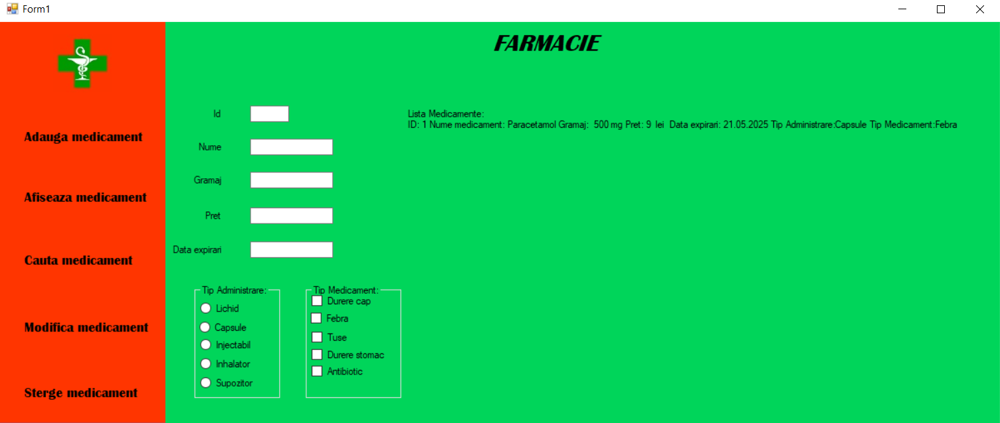 Form1
FARMACIE
Adauga medicament
Afiseaza medicament
Cauta medicament
Modifica medicament
Sterge medicament
Id
Nume
Gramaj
Pret
Data expirari
Tip Administrare:
Lichid
Capsule
Injectabil
Inhalator
Supozitor
Tip Medicament:
Durere cap
Febra
Tuse
Durere stomac
Antibiotic
Lista Medicamente:
ID: 1 Nume medicament: Paracetamol Gramaj:  500 mg Pret: 9  lei  Data expirari: 21.05.2025 Tip Administrare:Capsule Tip Medicament:Febra